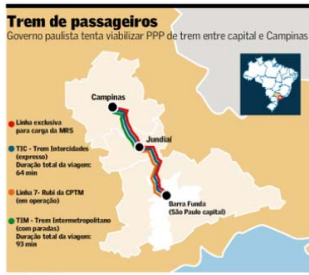 Trem de passageiros
Governo paulista tenta viabilizar PPP de trem entre capital e Campinas
Campinas
Linha exclusiva
para carga da MRS
Jundiaí
TIC - Trem Intercidades
(expresso)
Duração total da viagem:
64 min
Linha 7- Rubi da CPTM
(em operação)
Barra Funda
(São Paulo capital)
TIM - Trem Intermetropolitano
(com paradas)
Duração total da viagem:
93 min